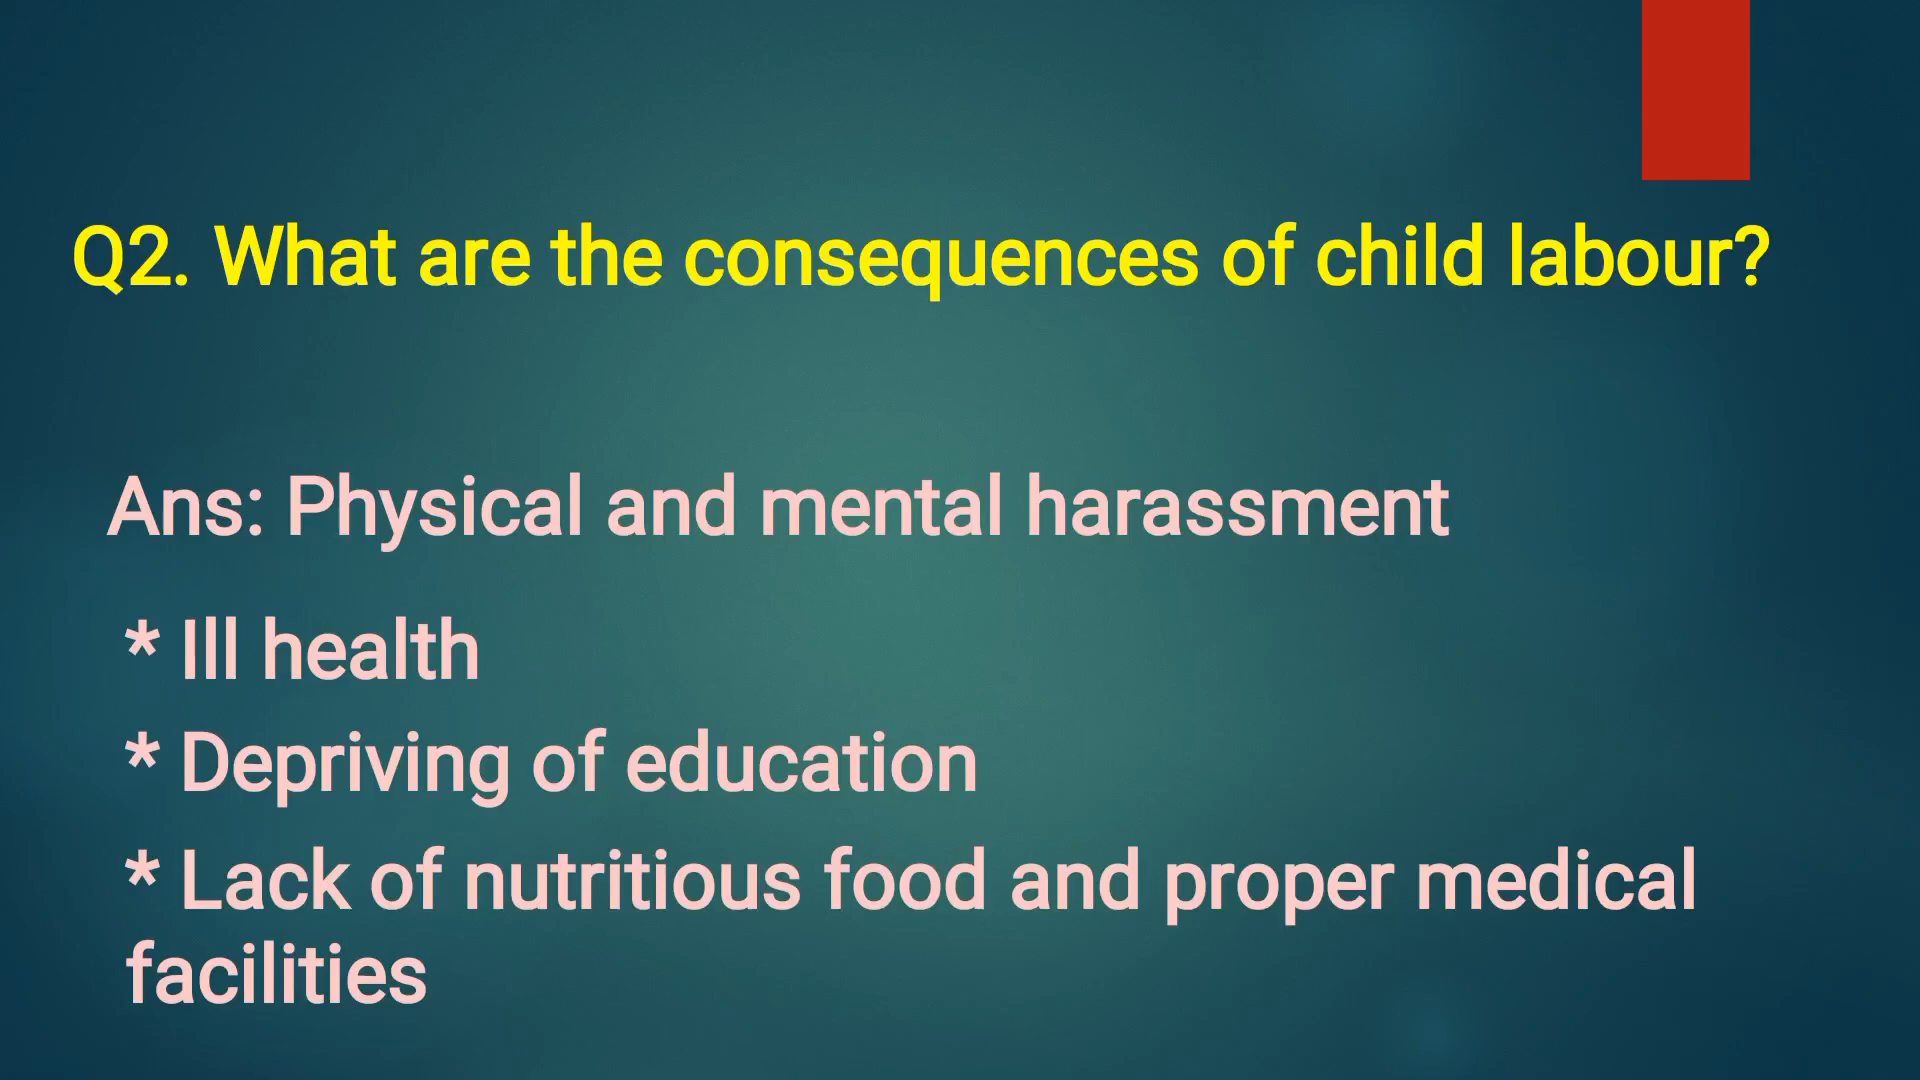 Q2. What are the consequences of child labour?
Ans: Physical and mental harassment
* Ill health
* Depriving of education
* Lack of nutritious food and proper medical
facilities